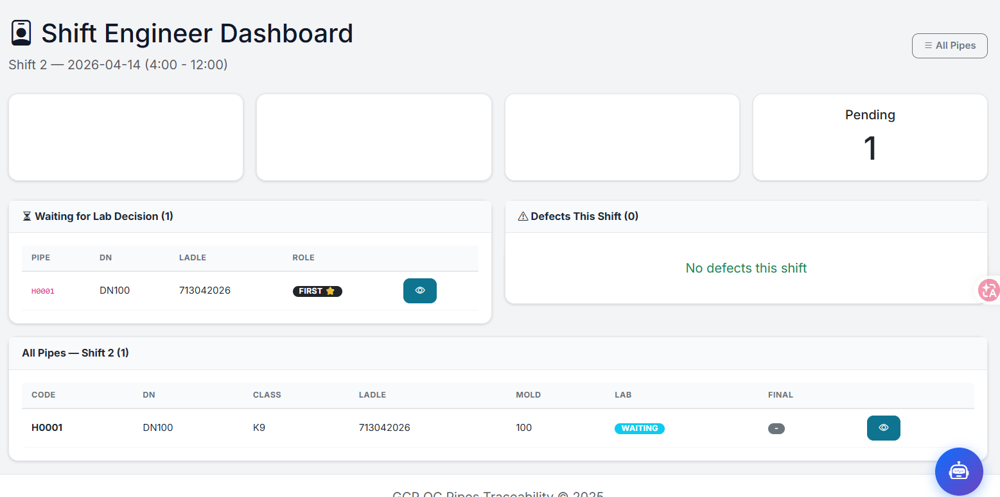 Shift Engineer Dashboard
Shift 2 — 2026-04-14 (4:00 - 12:00)
All Pipes
Pending
1
Waiting for Lab Decision (1)
PIPE DN LADLE ROLE
H0001 DN100 713042026 FIRST ⭐
Defects This Shift (0)
No defects this shift
All Pipes — Shift 2 (1)
CODE DN CLASS LADLE MOLD LAB FINAL
H0001 DN100 K9 713042026 100 WAITING -
GCP QC Pipes Traceability © 2025